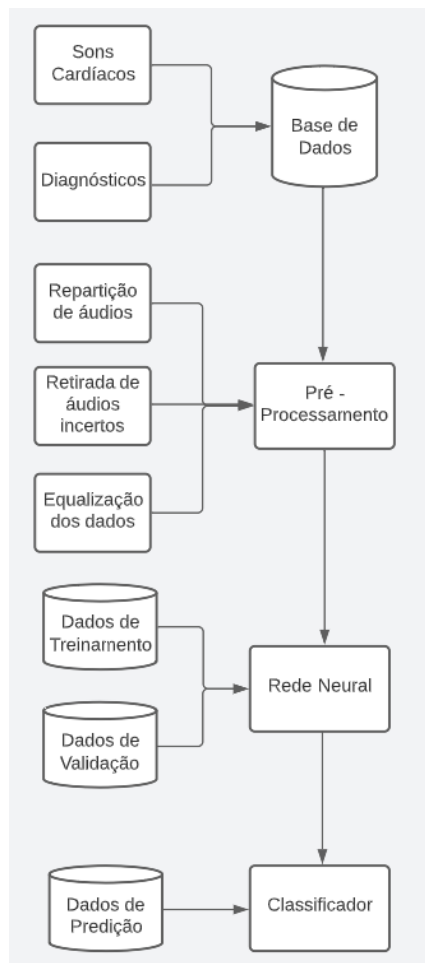 Sons
Cardíacos
Base de
Dados
Diagnósticos
Repartição
de áudios
Retirada de
áudios
incertos
Pré -
Processamento
Equalização
dos dados
Dados de
Treinamento
Rede Neural
Dados de
Validação
Dados de
Predição
Classificador